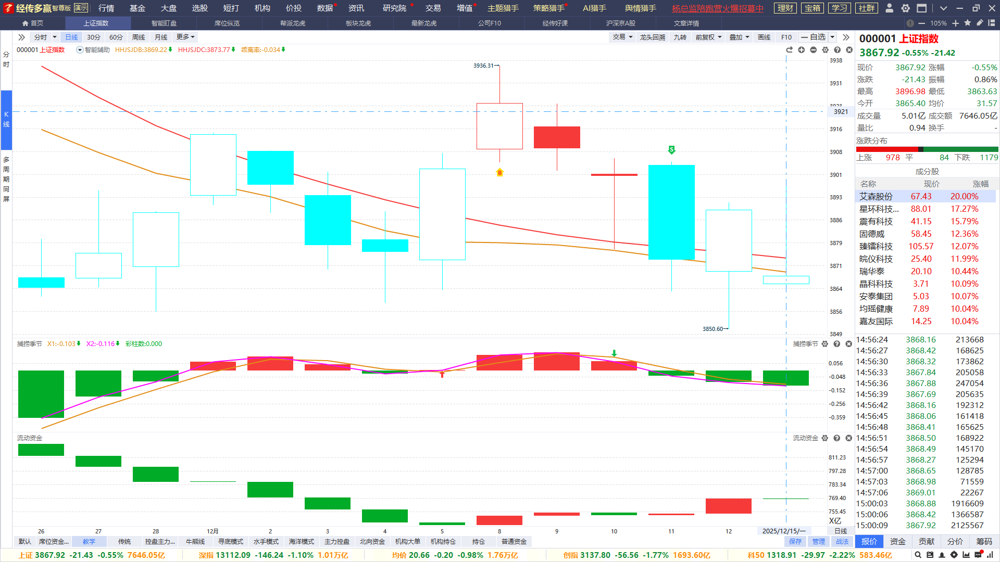 经传多赢 智尊版 演示 行情 基金 大盘 选股 短打 机构 价投 数据 资讯 研究院 交易 增值 主题猎手 策略猎手 AI猎手 舆情猎手 杨总监陪跑营火爆招募中 理财 宝箱 学习 社群
首页 上证指数 智能盯盘 席位纵览 帮派龙虎 板块龙虎 最新龙虎 公司F10 经传好课 沪深京A股 文章详情 105%
分时 日线 30分 60分 周线 月线 更多 交易 龙头回溯 九转 前复权 叠加 画线 F10 自选
000001 上证指数 智能辅助 HHJSJDB:3869.22 HHJSJDC:3873.77 乖离率:-0.034
分时
K线
多周期同屏
3936.31
3850.60
B
S
3938
3931
3923
3921
3916
3908
3901
3893
3886
3879
3871
3864
3856
3849
捕捞季节 X1:-0.103 X2:-0.116 彩柱数:0.000 捕捞季节
0.056
-0.048
-0.152
-0.256
-0.359
流动资金 流动资金
811.23
797.28
783.34
769.40
755.45
X亿
26 27 28 12月 2 3 4 5 8 9 10 11 12 2025/12/15/一 日线
默认 席位资金... 教学 传统 控盘主力... 牛能线 寻底模式 水手模式 海洋模式 主力控盘 北向资金 机构大单 机构持仓 持仓 普通资金 保存 管理 战法
000001 上证指数
3867.92 -0.55% -21.42
现价 3867.92 涨幅 -0.55%
涨跌 -21.43 振幅 0.86%
最高 3896.98 最低 3863.63
今开 3865.40 均价 31.57
成交量 5.01亿 成交额 7646.05亿
量比 0.94 换手 -
涨跌分布
上涨 978 平 84 下跌 1179
成分股
名称 现价 涨幅
艾森股份 67.43 20.00%
星环科技... 88.01 17.27%
震有科技 41.15 15.79%
固德威 58.45 12.36%
臻镭科技 105.57 12.07%
皖仪科技 25.40 11.99%
瑞华泰 20.10 10.44%
晶科科技 3.71 10.09%
安泰集团 5.03 10.07%
均瑶健康 7.89 10.04%
嘉友国际 14.25 10.04%
14:56:24 3868.16 213668
14:56:27 3868.42 168625
14:56:30 3868.32 173862
14:56:33 3867.84 205058
14:56:36 3867.88 247054
14:56:39 3867.69 205635
14:56:42 3868.16 192312
14:56:45 3868.06 161418
14:56:48 3868.41 165625
14:56:51 3868.50 168922
14:56:54 3868.49 145170
14:56:57 3868.27 125294
14:57:00 3868.65 128785
14:57:03 3868.98 71559
14:57:06 3869.01 22267
15:00:03 3868.88 1916609
15:00:06 3868.42 1366587
15:00:09 3867.92 2125567
报价 资金 贡献 分价 筹码
上证 3867.92 -21.43 -0.55% 7646.05亿 深指 13112.09 -146.24 -1.10% 1.01万亿 均价 20.66 -0.20 -0.98% 1.76万亿 创指 3137.80 -56.56 -1.77% 1693.60亿 科50 1318.91 -29.97 -2.22% 583.46亿